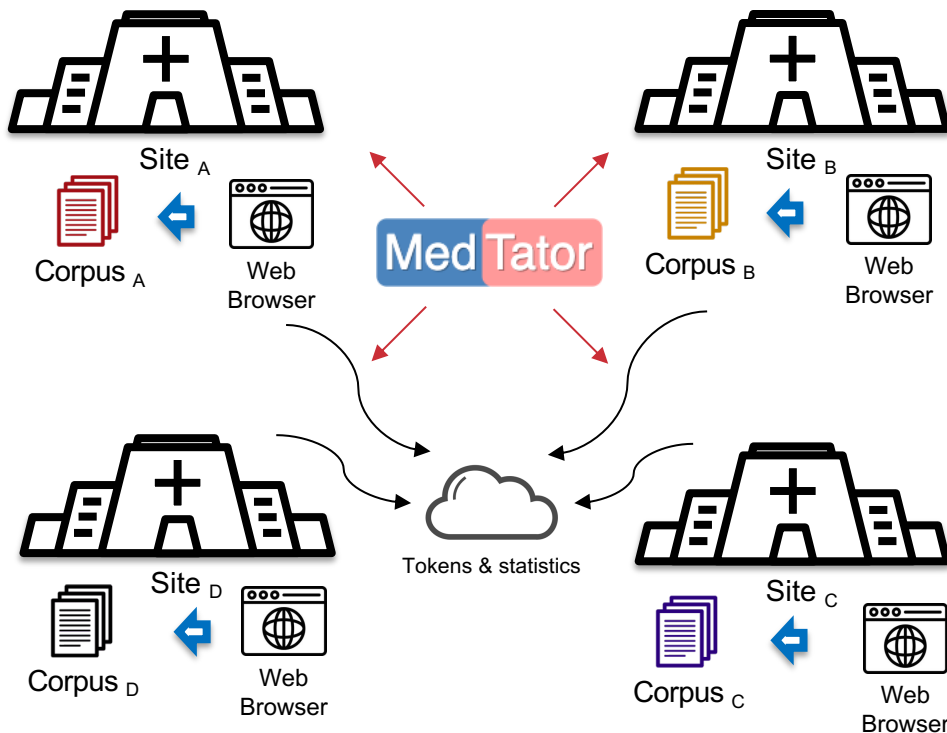 Site A
Site B
Corpus A
Web
Browser
MedTator
Corpus B
Web
Browser
Tokens & statistics
Site D
Site C
Corpus D
Web
Browser
Corpus C
Web
Browser